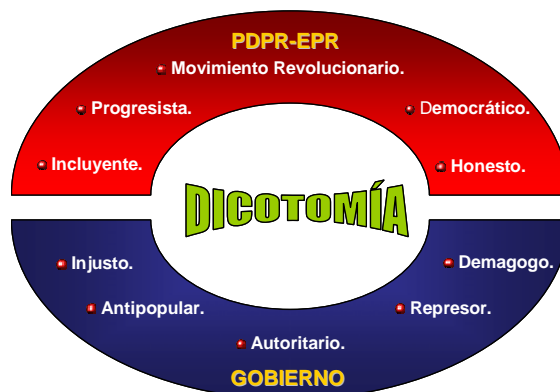 PDPR-EPR
Movimiento Revolucionario.
Progresista.
Democrático.
Incluyente.
Honesto.
DICOTOMÍA
Injusto.
Demagogo.
Antipopular.
Represor.
Autoritario.
GOBIERNO